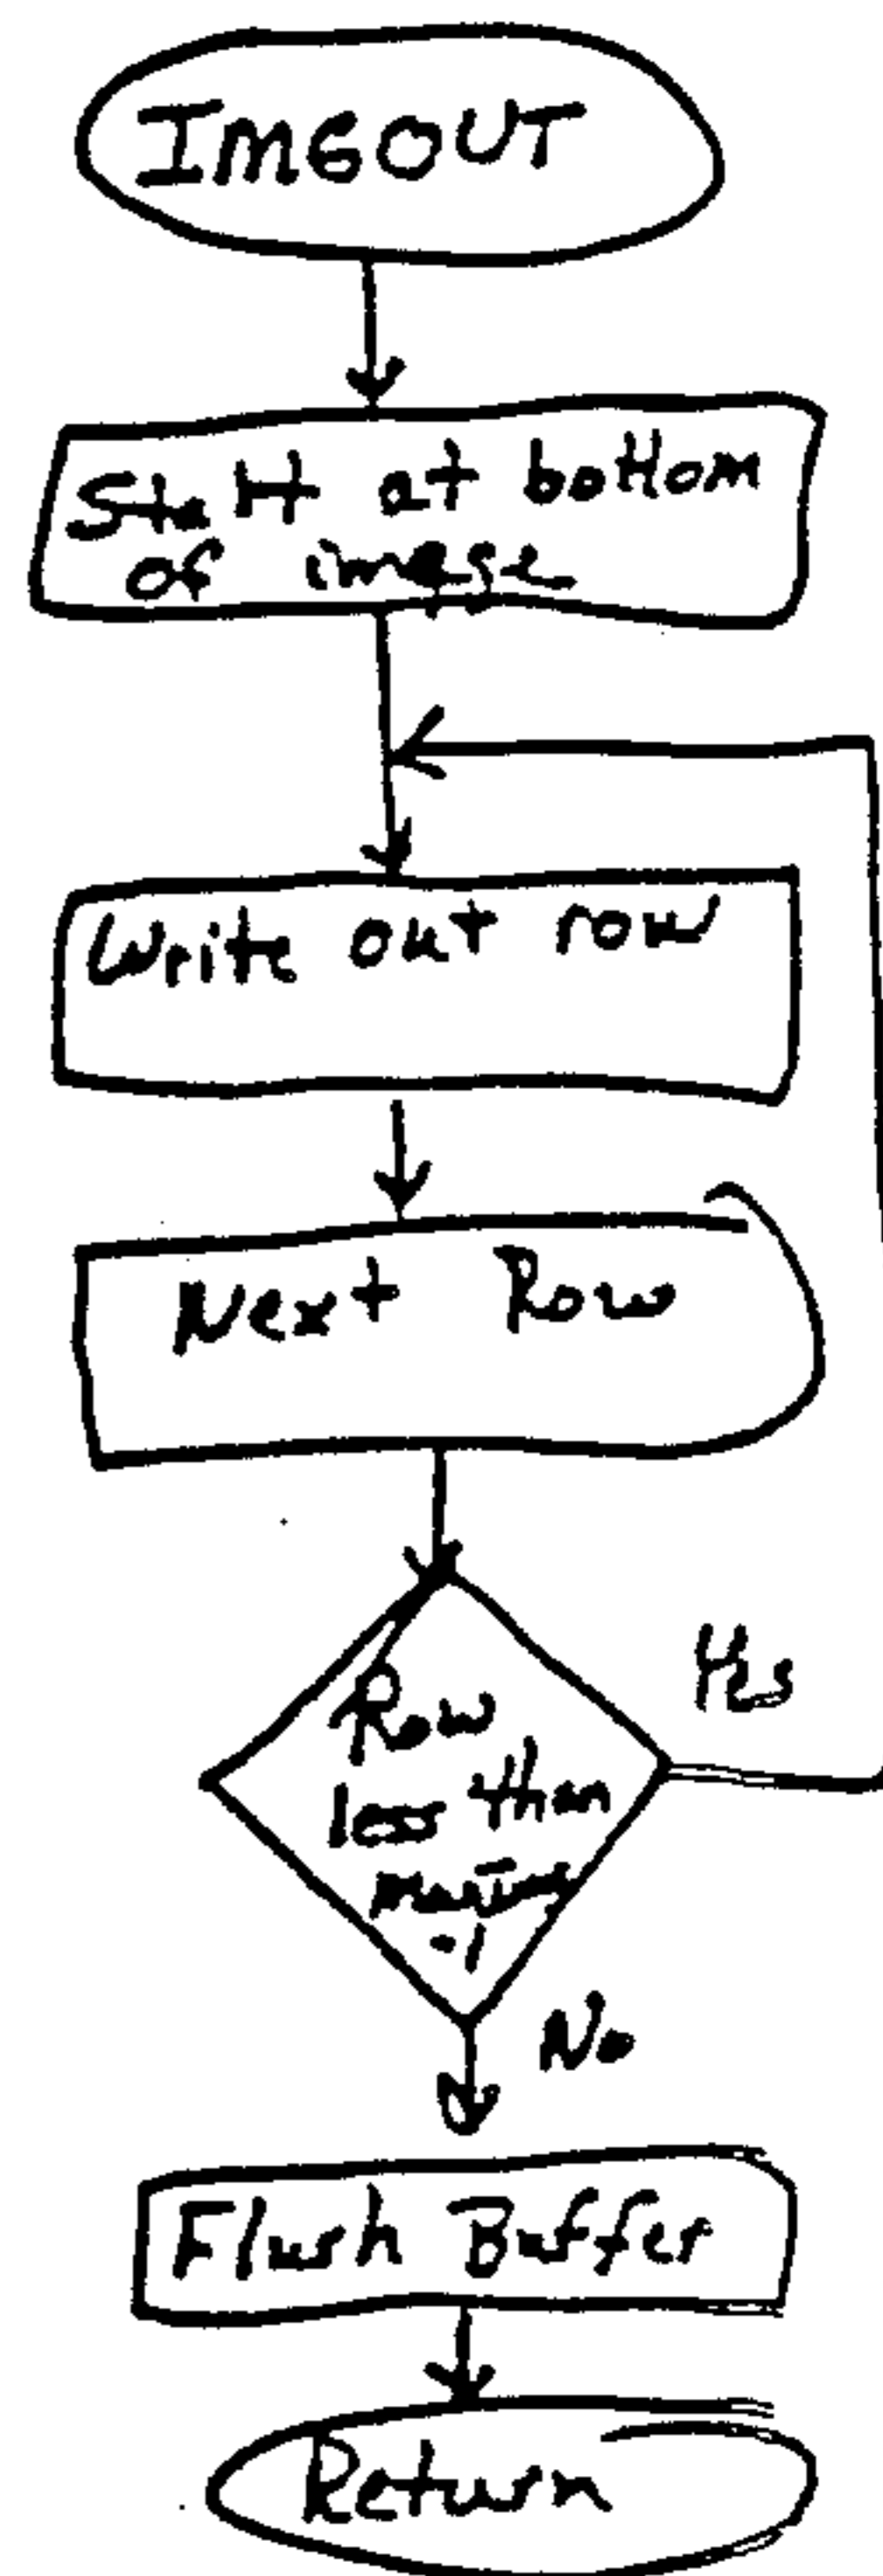 IMGOUT
Start at bottom
of image
Write out row
Next Row
Row
less than
Yes
No
Flush Buffer
Return